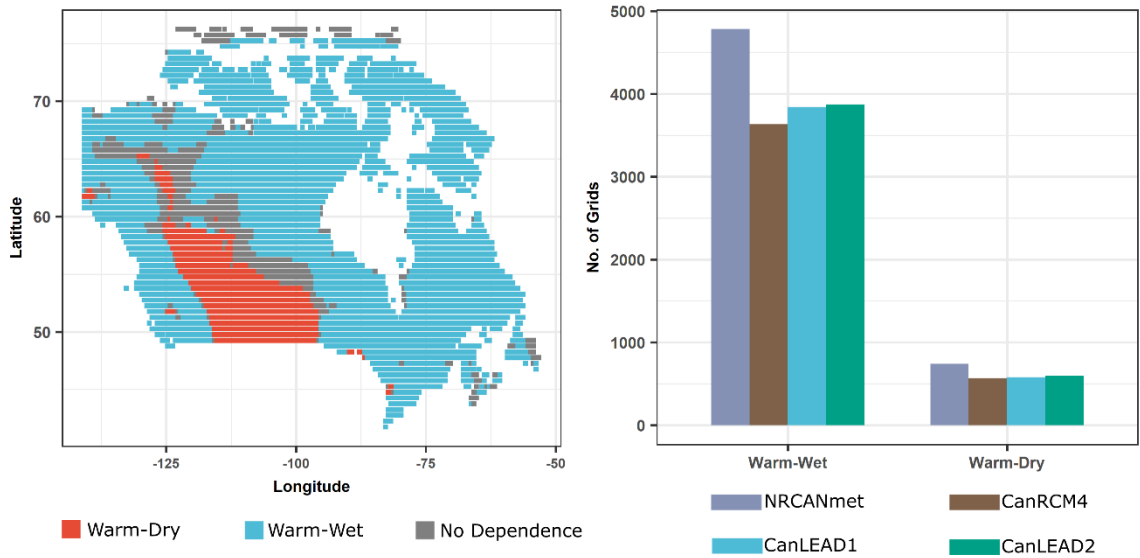 70
60
50
Latitude
-125
-100
-75
-50
Longitude
Warm-Dry
Warm-Wet
No Dependence
5000
4000
3000
2000
1000
0
No. of Grids
Warm-Wet
Warm-Dry
NRCANmet
CanRCM4
CanLEAD1
CanLEAD2